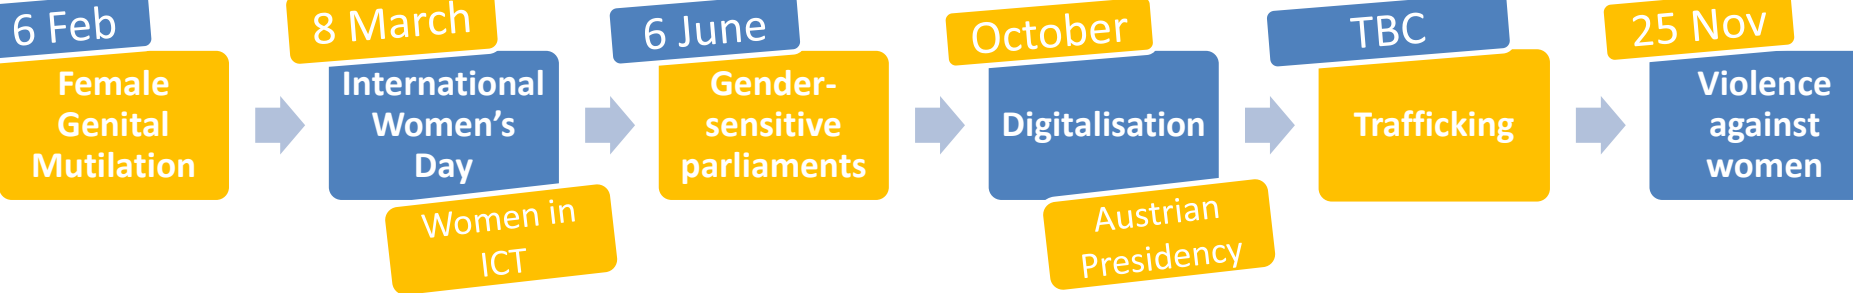 6 Feb
Female
Genital
Mutilation
8 March
International
Women's
Day
Women in
ICT
6 June
Gender-
sensitive
parliaments
October
Digitalisation
Austrian
Presidency
TBC
Trafficking
25 Nov
Violence
against
women